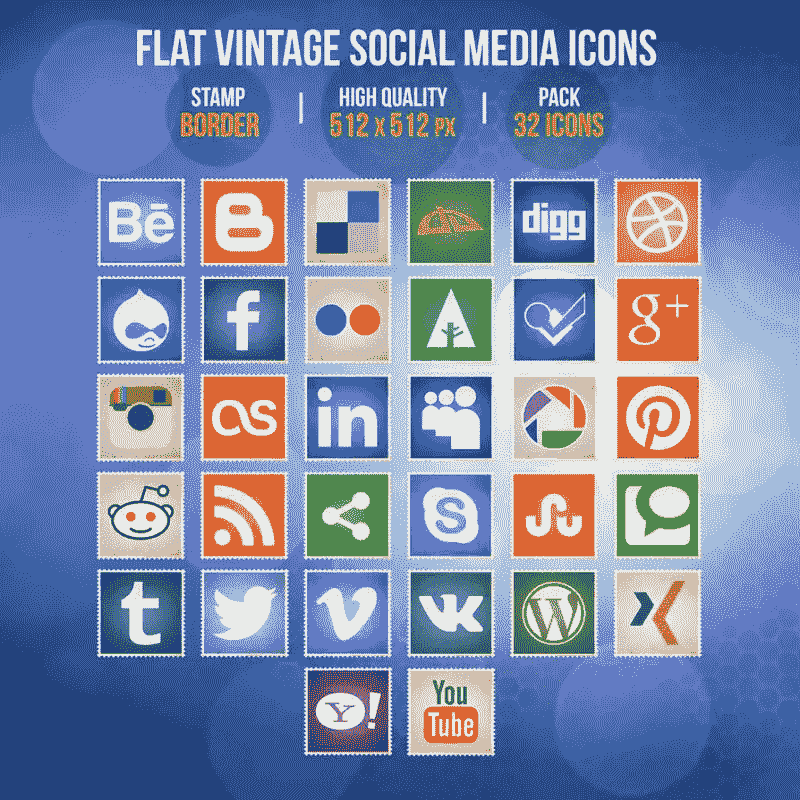 FLAT VINTAGE SOCIAL MEDIA ICONS
STAMP | HIGH QUALITY | PACK
BORDER 512 x 512 PX 32 ICONS
Bē
B
digg
f
g+
as
in
S
t
V
W
Y!
You
Tube